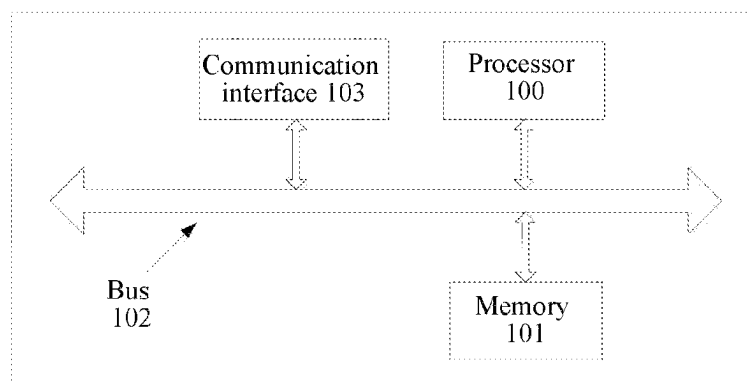 Communication
interface 103
Processor
100
Bus
102
Memory
101